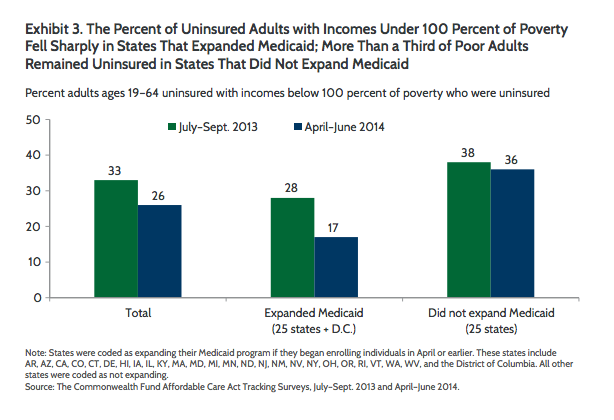 Exhibit 3. The Percent of Uninsured Adults with Incomes Under 100 Percent of Poverty
Fell Sharply in States That Expanded Medicaid; More Than a Third of Poor Adults
Remained Uninsured in States That Did Not Expand Medicaid
Percent adults ages 19–64 uninsured with incomes below 100 percent of poverty who were uninsured
July–Sept. 2013
April–June 2014
50
40
30
20
10
0
33
26
28
17
38
36
Total
Expanded Medicaid
(25 states + D.C.)
Did not expand Medicaid
(25 states)
Note: States were coded as expanding their Medicaid program if they began enrolling individuals in April or earlier. These states include
AR, AZ, CA, CO, CT, DE, HI, IA, IL, KY, MA, MD, MI, MN, ND, NJ, NM, NV, NY, OH, OR, RI, VT, WA, WV, and the District of Columbia. All other
states were coded as not expanding.
Source: The Commonwealth Fund Affordable Care Act Tracking Surveys, July–Sept. 2013 and April–June 2014.